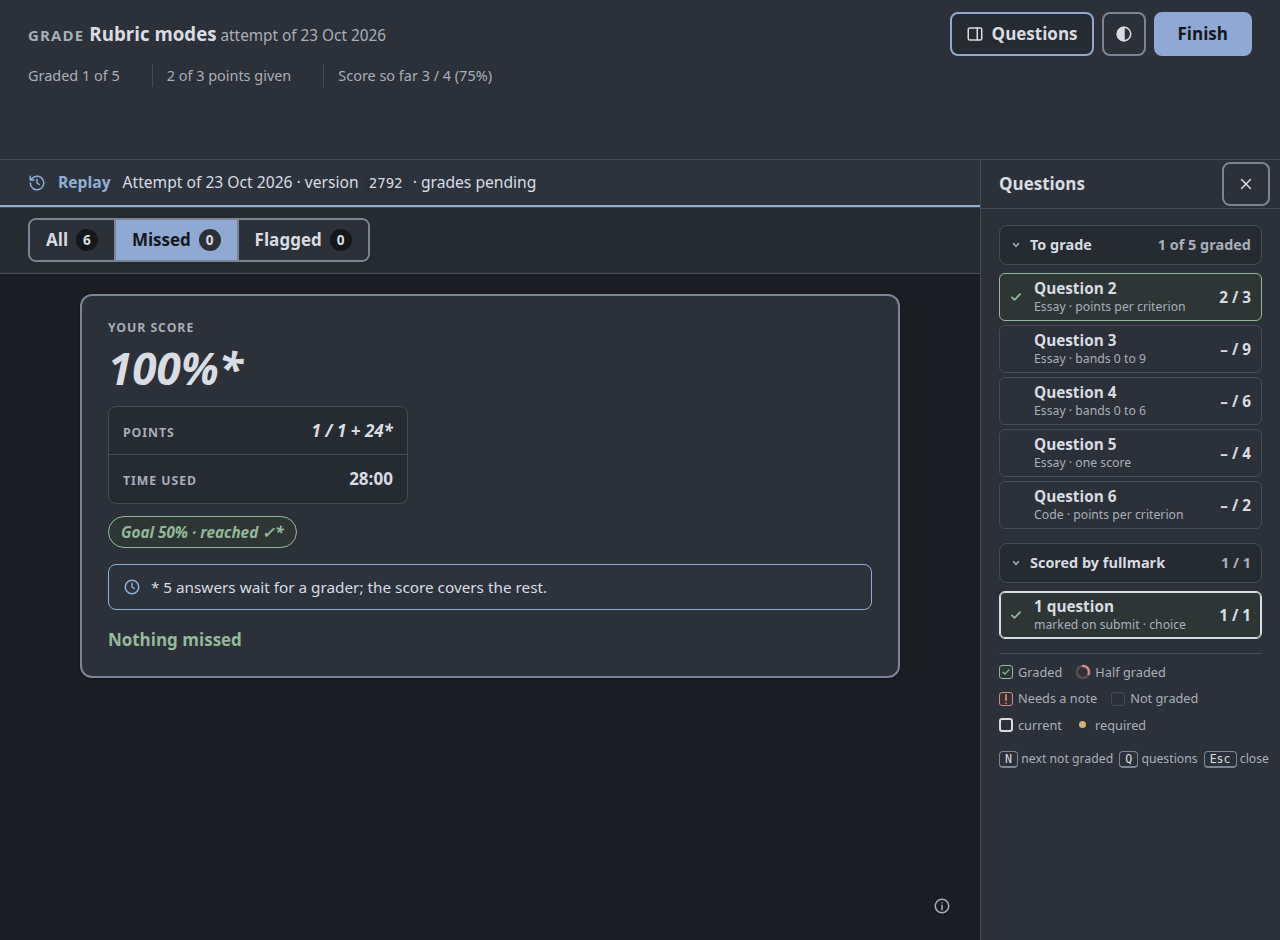 GRADE Rubric modes attempt of 23 Oct 2026
Questions
Finish
Graded 1 of 5
2 of 3 points given
Score so far 3 / 4 (75%)
Replay Attempt of 23 Oct 2026 · version 2792 · grades pending
All 6
Missed 0
Flagged 0
YOUR SCORE
100%*
POINTS 1 / 1 + 24*
TIME USED 28:00
Goal 50% · reached ✓*
* 5 answers wait for a grader; the score covers the rest.
Nothing missed
Questions
To grade 1 of 5 graded
Question 2
Essay · points per criterion
2 / 3
Question 3
Essay · bands 0 to 9
– / 9
Question 4
Essay · bands 0 to 6
– / 6
Question 5
Essay · one score
– / 4
Question 6
Code · points per criterion
– / 2
Scored by fullmark 1 / 1
1 question
marked on submit · choice
1 / 1
Graded Half graded
Needs a note Not graded
current required
N next not graded Q questions Esc close